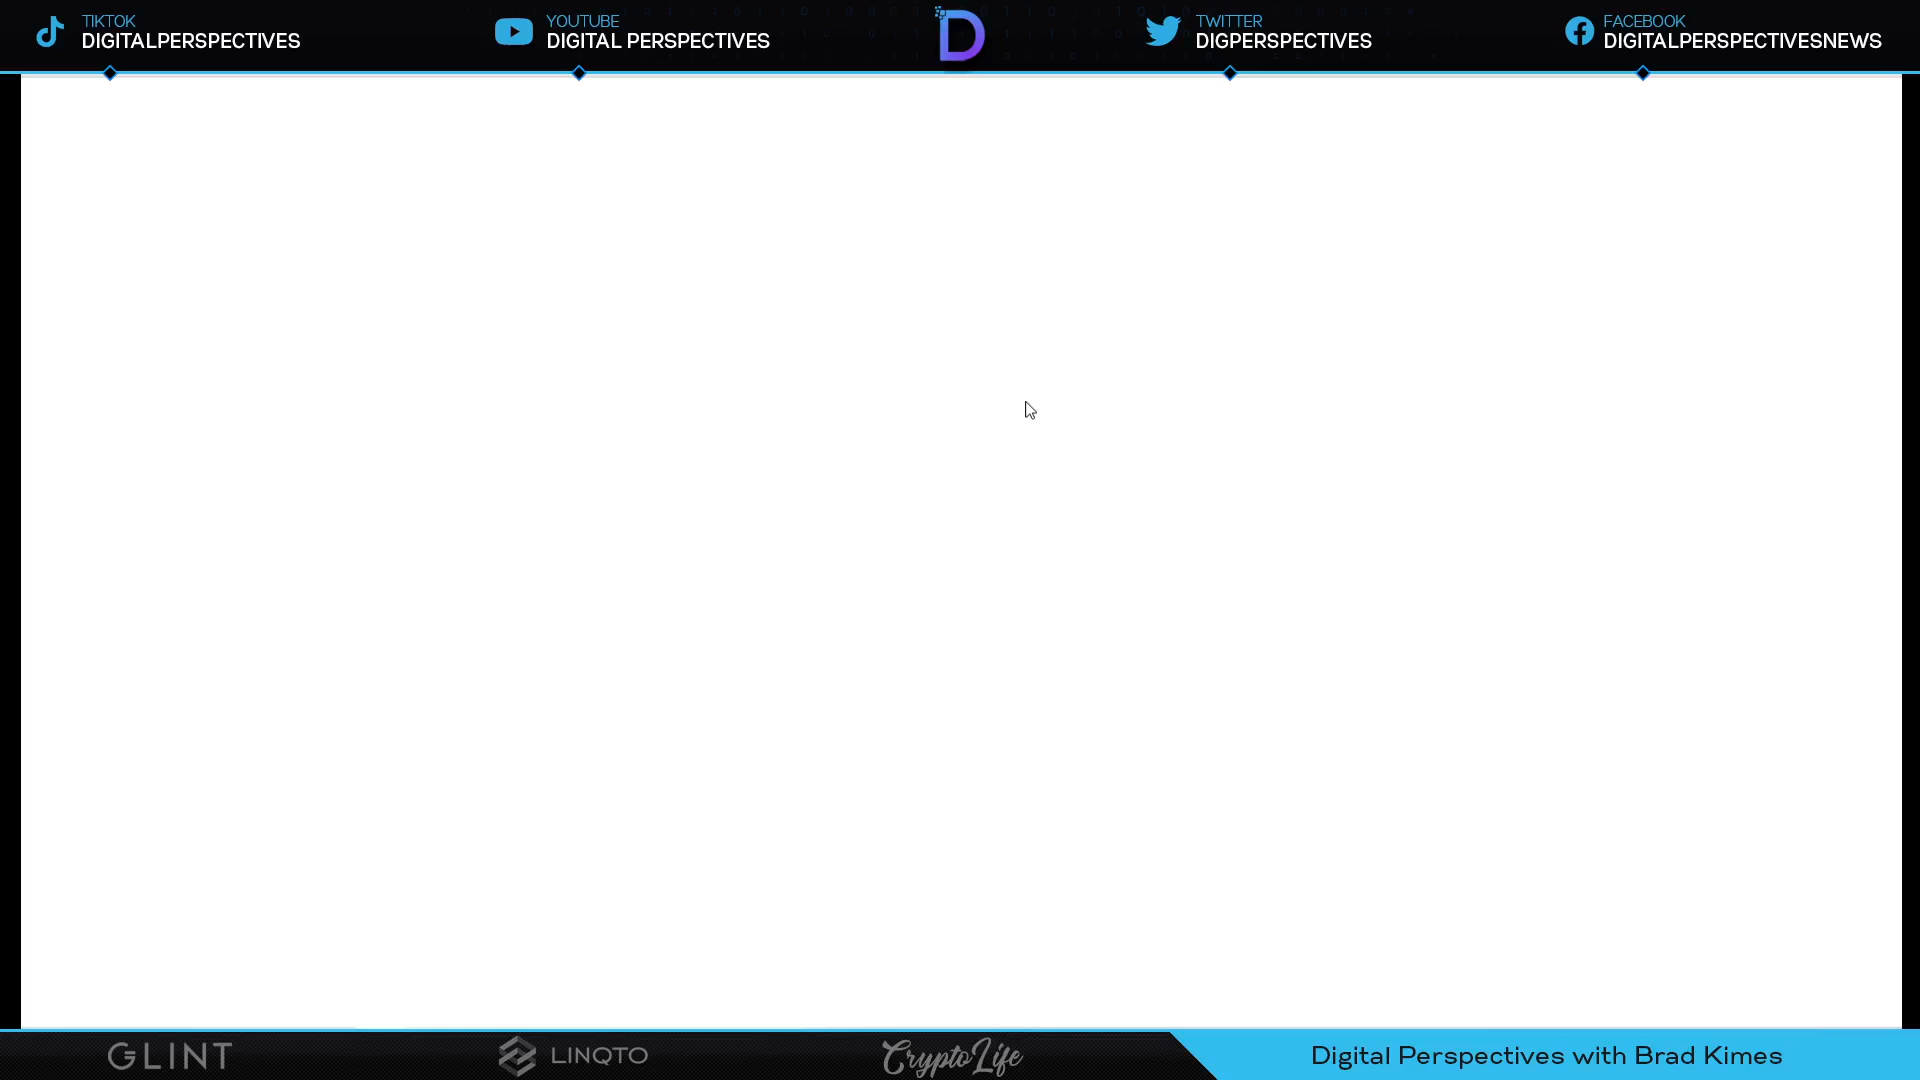 TIKTOK
DIGITALPERSPECTIVES
YOUTUBE
DIGITAL PERSPECTIVES
D
TWITTER
DIGPERSPECTIVES
FACEBOOK
DIGITALPERSPECTIVESNEWS
GLINT
LINQTO
CryptoLife
Digital Perspectives with Brad Kimes